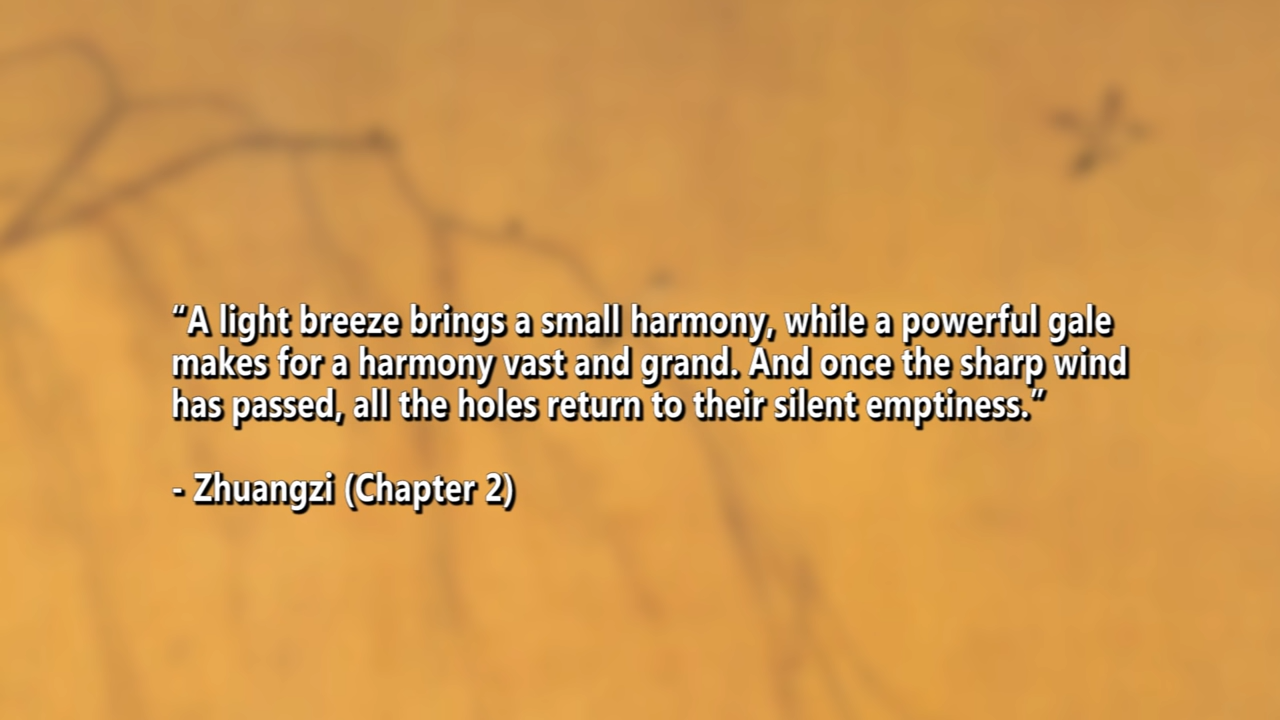 “A light breeze brings a small harmony, while a powerful gale
makes for a harmony vast and grand. And once the sharp wind
has passed, all the holes return to their silent emptiness.”
- Zhuangzi (Chapter 2)